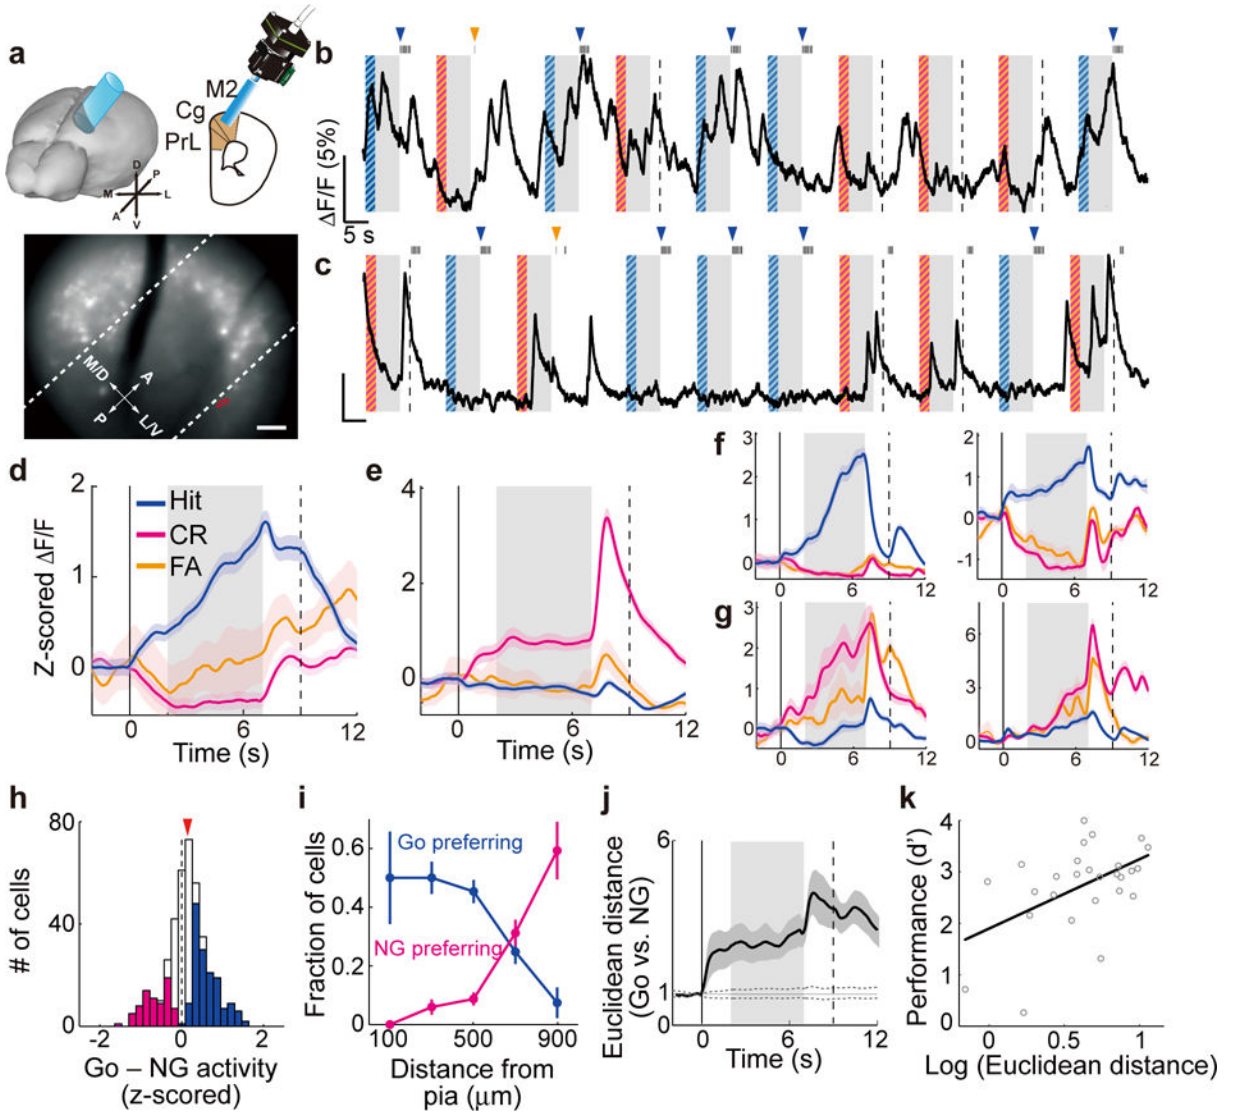 a
M2
Cg
PrL
D
P
M
L
A
V
M/D
A
P
L/V
b
ΔF/F (5%)
5 s
c
d
Z-scored ΔF/F
2
1
0
Hit
CR
FA
0
6
12
Time (s)
e
4
2
0
0
6
12
Time (s)
f
3
2
1
0
0
6
12
1
0
-1
0
6
12
g
3
2
1
0
0
6
12
6
3
0
0
6
12
h
# of cells
80
40
0
-2
0
2
Go – NG activity
(z-scored)
i
Fraction of cells
0.6
0.4
0.2
0
Go preferring
NG preferring
100
500
900
Distance from
pia (μm)
j
Euclidean distance
(Go vs. NG)
6
1
0
0
6
12
Time (s)
k
Performance (d')
4
3
2
1
0
0
0.5
1
Log (Euclidean distance)